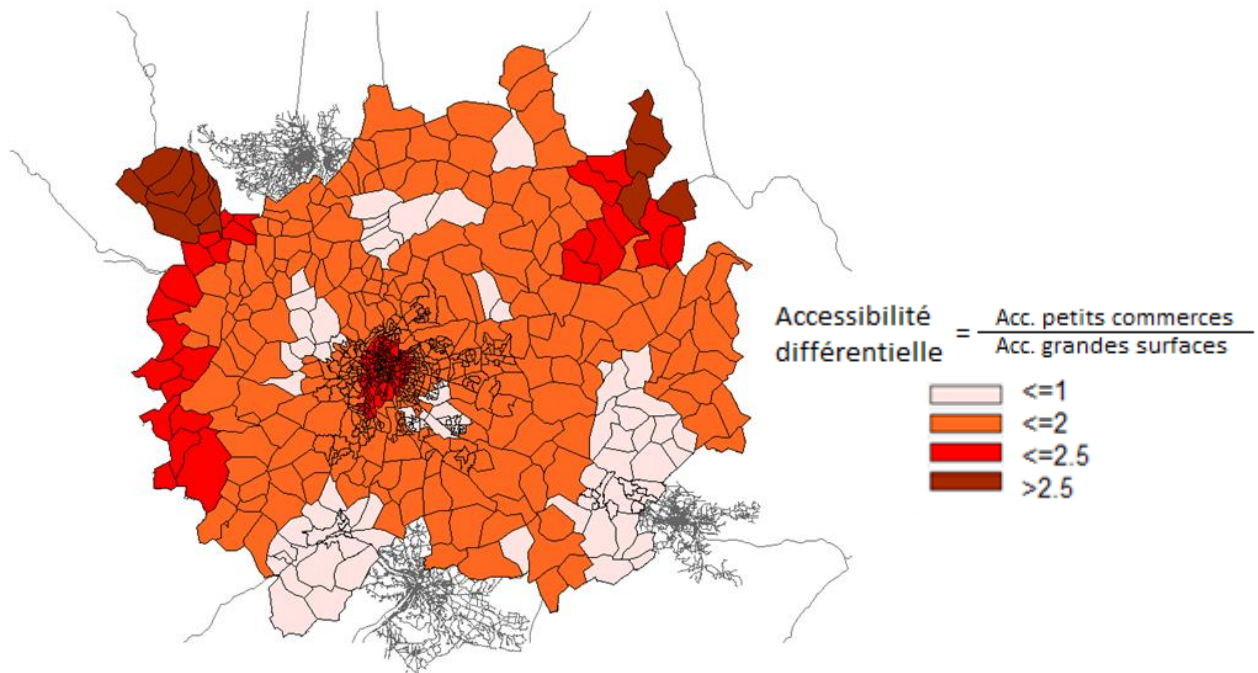 Accessibilité
différentielle
= Acc. petits commerces
Acc. grandes surfaces
<=1
<=2
<=2.5
>2.5